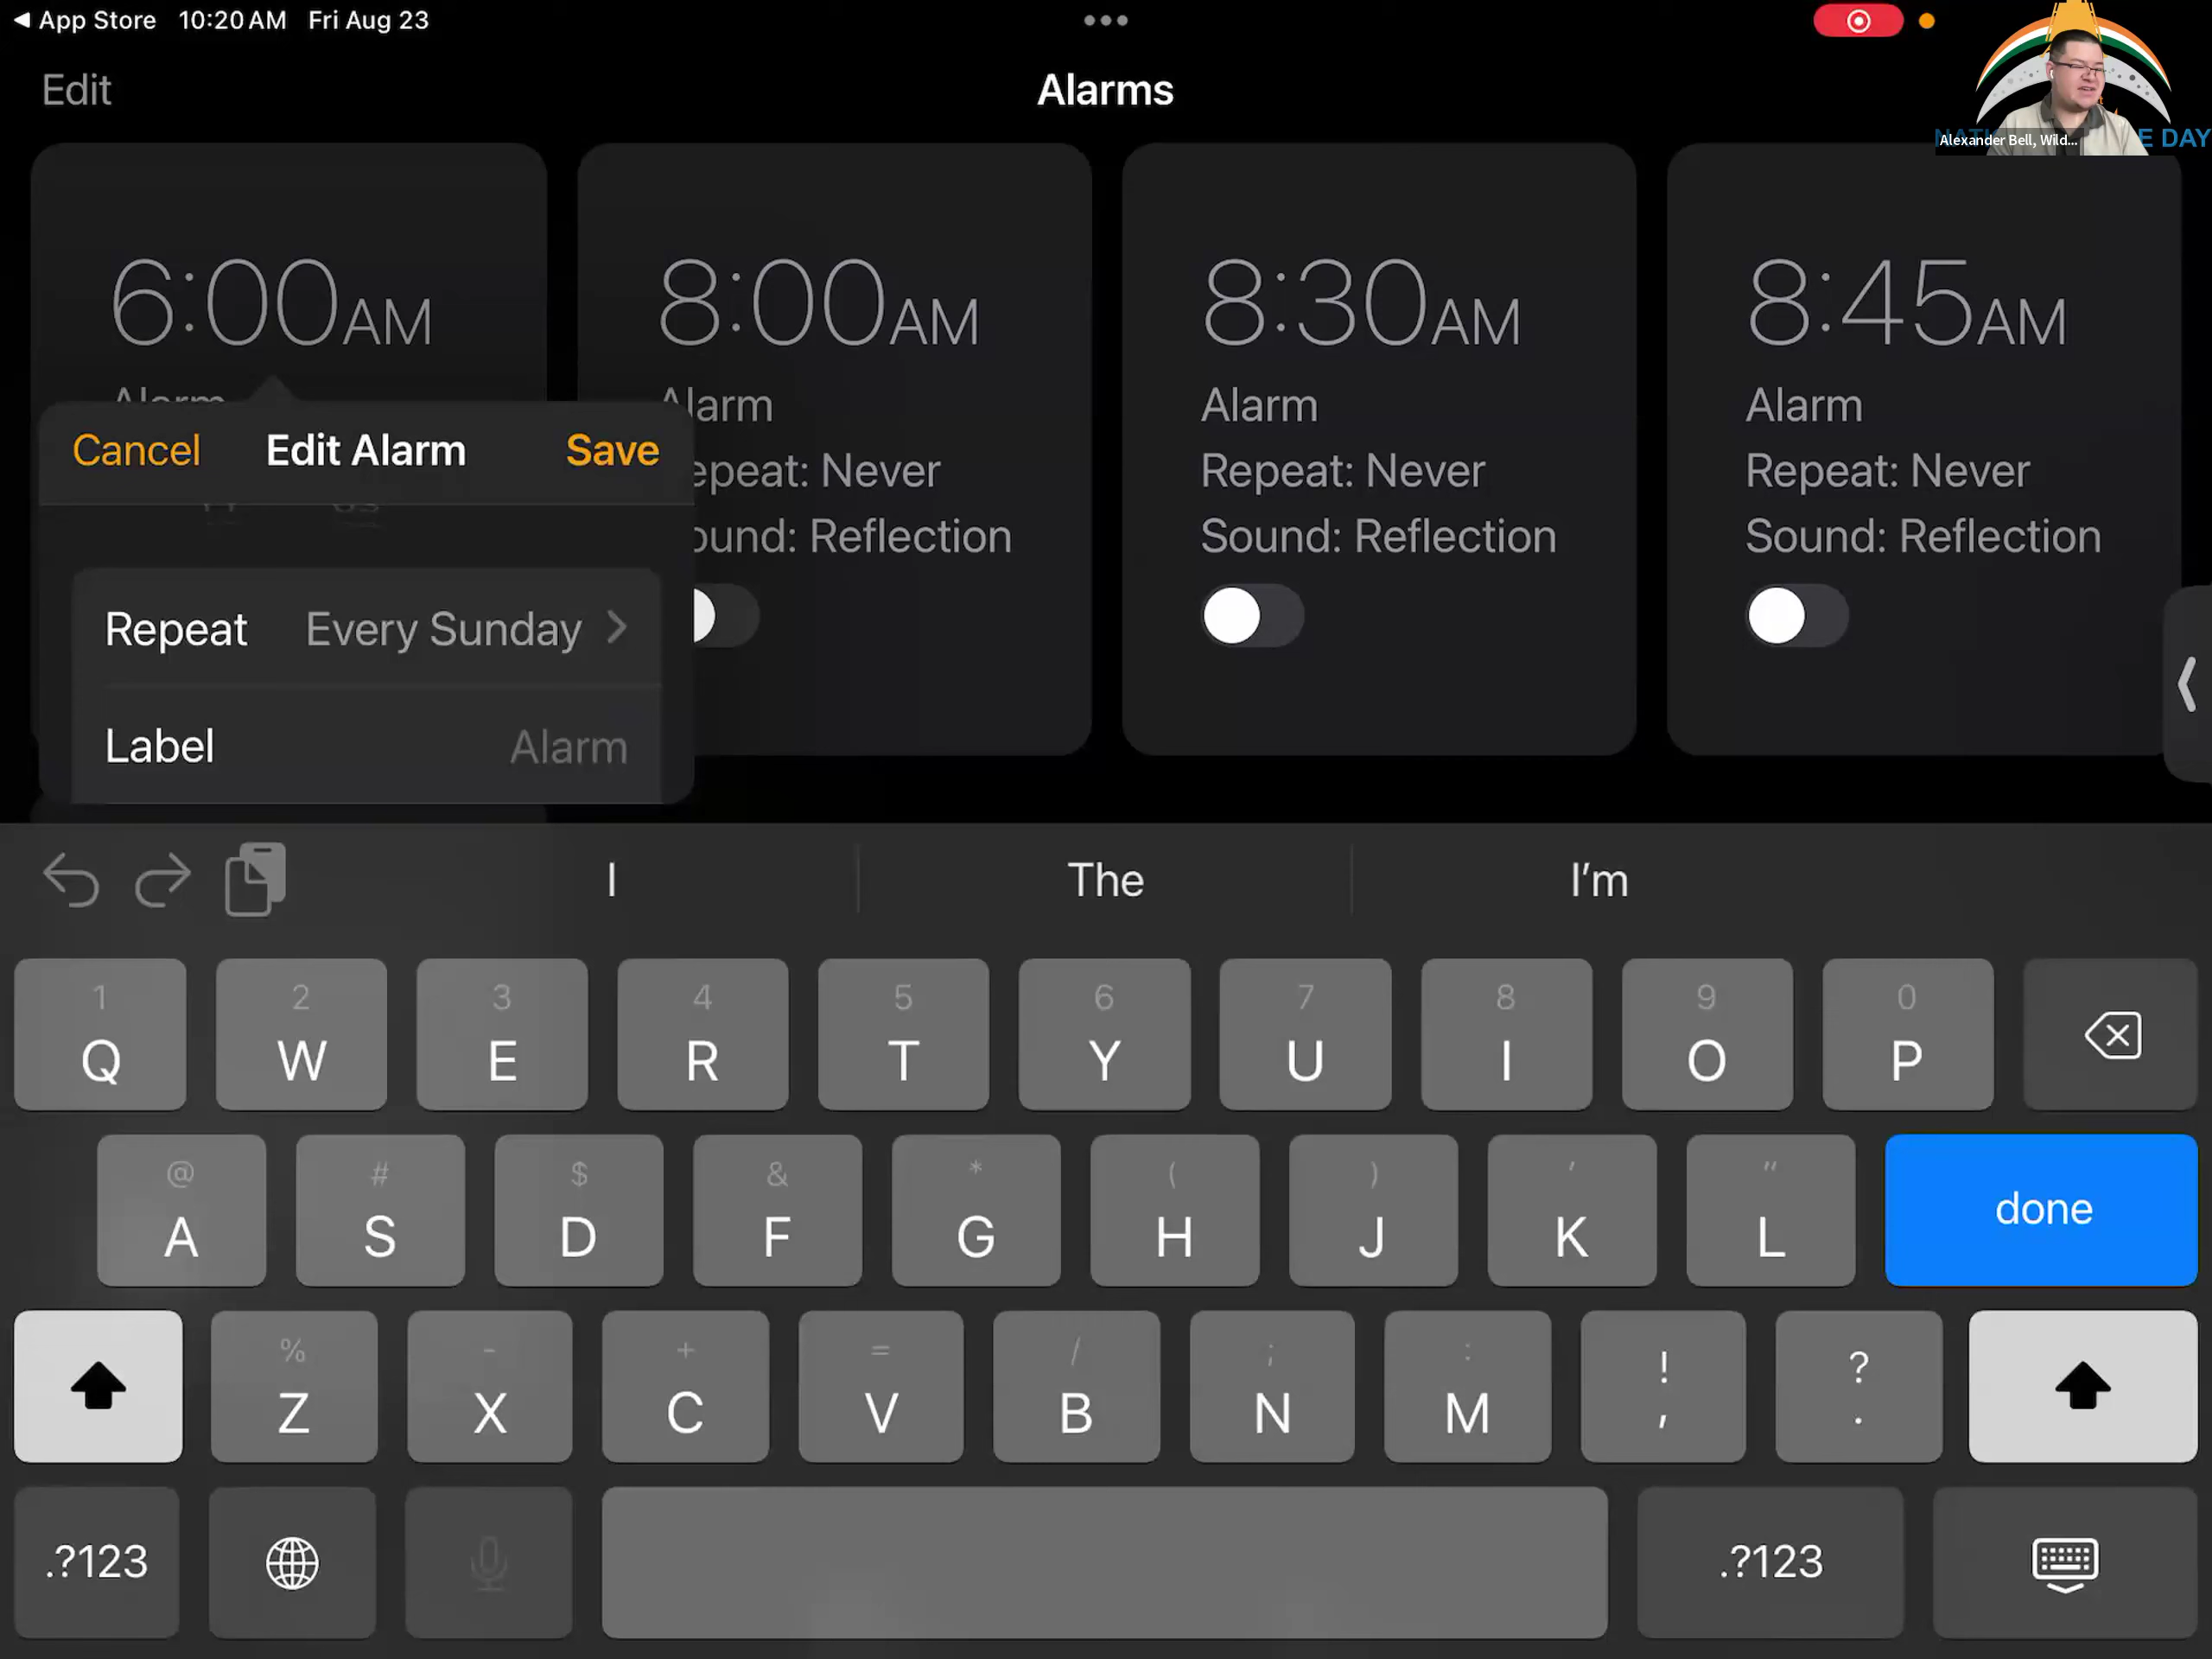 App Store 10:20 AM Fri Aug 23
Edit
Alarms
Alexander Bell, Wild...
E DAY
6:00AM
8:00AM
8:30AM
8:45AM
Alarm
Alarm
Alarm
Alarm
Repeat: Never
Repeat: Never
Sound: Reflection
Sound: Reflection
epeat: Never
ound: Reflection
Cancel Edit Alarm Save
Repeat Every Sunday
Label Alarm
I The I'm
1 2 3 4 5 6 7 8 9 0
Q W E R T Y U I O P
@ # $ & * ( ) ' "
A S D F G H J K L done
% - + = / ; : ! ?
Z X C V B N M , .
.?123 .?123